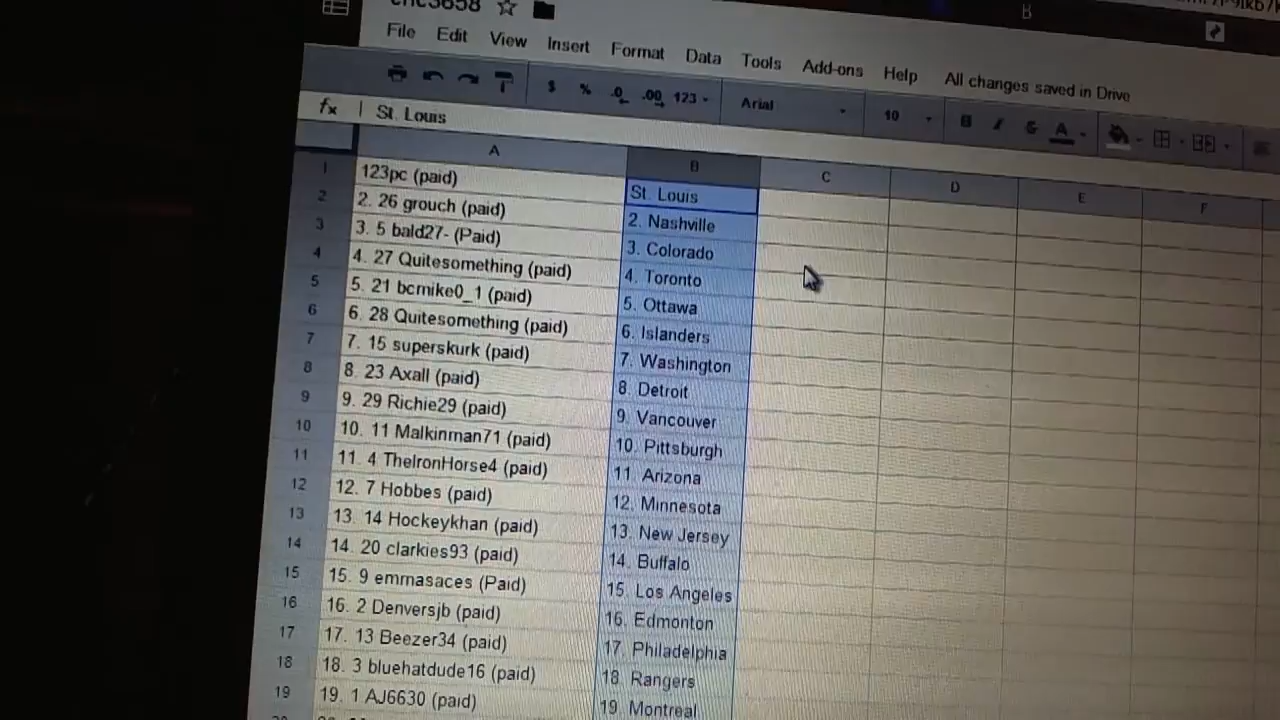 File Edit View Insert Format Data Tools Add-ons Help All changes saved in Drive
$ % .0 .00 123 Arial 10 B I S A
fx St. Louis
A B C D E F
1 123pc (paid) St. Louis
2 2. 26 grouch (paid) 2. Nashville
3 3. 5 bald27- (Paid) 3. Colorado
4 4. 27 Quitesomething (paid) 4. Toronto
5 5. 21 bcmike0_1 (paid) 5. Ottawa
6 6. 28 Quitesomething (paid) 6. Islanders
7 7. 15 superskurk (paid) 7. Washington
8 8. 23 Axall (paid) 8. Detroit
9 9. 29 Richie29 (paid) 9. Vancouver
10 10. 11 Malkinman71 (paid) 10. Pittsburgh
11 11. 4 TheIronHorse4 (paid) 11. Arizona
12 12. 7 Hobbes (paid) 12. Minnesota
13 13. 14 Hockeykhan (paid) 13. New Jersey
14 14. 20 clarkies93 (paid) 14. Buffalo
15 15. 9 emmasaces (Paid) 15. Los Angeles
16 16. 2 Denversjb (paid) 16. Edmonton
17 17. 13 Beezer34 (paid) 17. Philadelphia
18 18. 3 bluehatdude16 (paid) 18. Rangers
19 19. 1 AJ6630 (paid) 19. Montreal